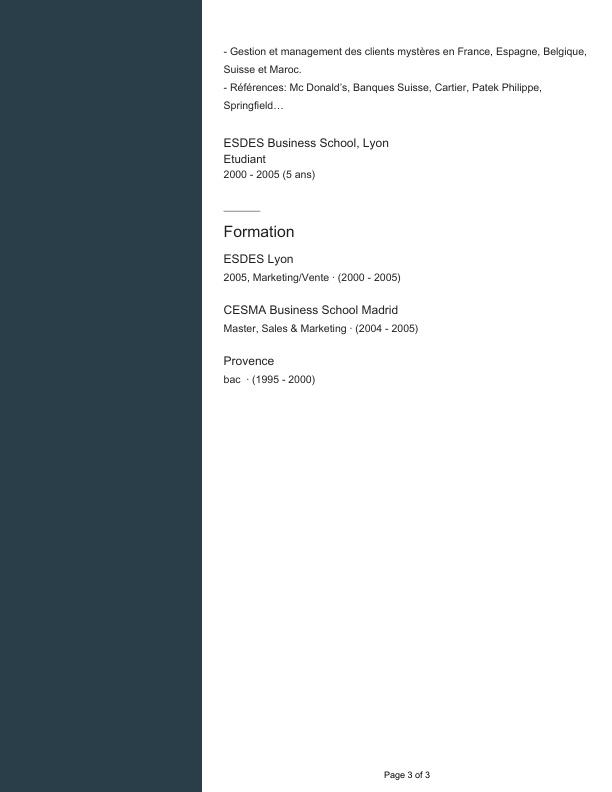 - Gestion et management des clients mystères en France, Espagne, Belgique,
Suisse et Maroc.
- Références: Mc Donald’s, Banques Suisse, Cartier, Patek Philippe,
Springfield…
ESDES Business School, Lyon
Etudiant
2000 - 2005 (5 ans)
Formation
ESDES Lyon
2005, Marketing/Vente · (2000 - 2005)
CESMA Business School Madrid
Master, Sales & Marketing · (2004 - 2005)
Provence
bac  · (1995 - 2000)
Page 3 of 3